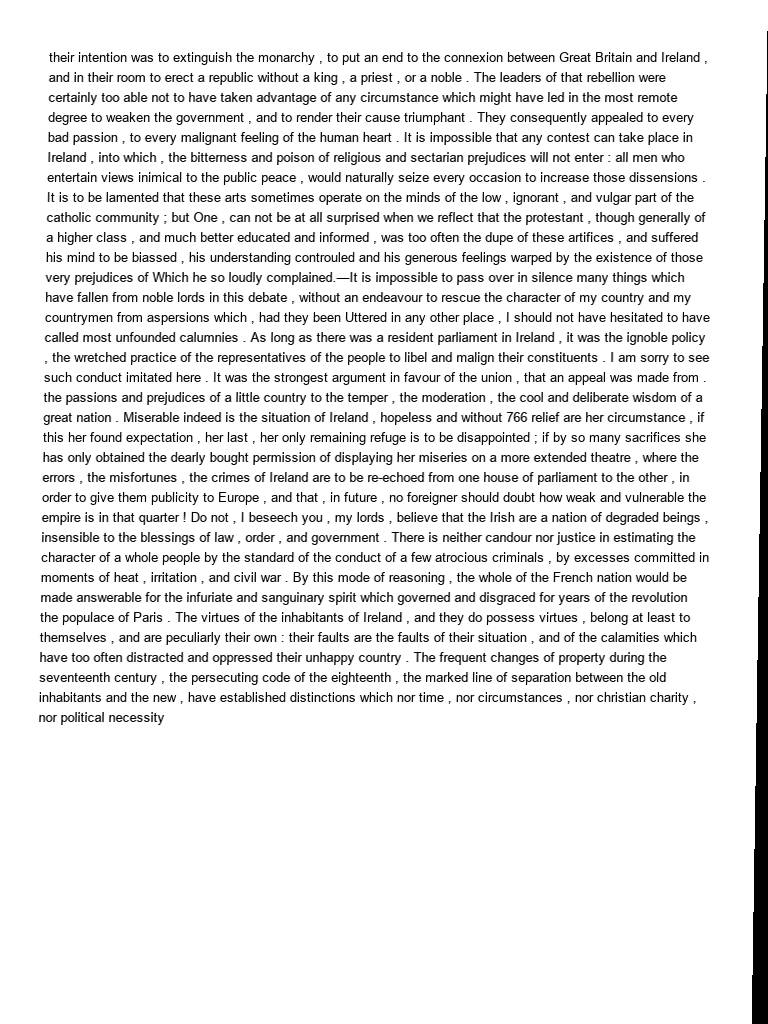 their intention was to extinguish the monarchy , to put an end to the connexion between Great Britain and Ireland ,
and in their room to erect a republic without a king , a priest , or a noble . The leaders of that rebellion were
certainly too able not to have taken advantage of any circumstance which might have led in the most remote
degree to weaken the government , and to render their cause triumphant . They consequently appealed to every
bad passion , to every malignant feeling of the human heart . It is impossible that any contest can take place in
Ireland , into which , the bitterness and poison of religious and sectarian prejudices will not enter : all men who
entertain views inimical to the public peace , would naturally seize every occasion to increase those dissensions .
It is to be lamented that these arts sometimes operate on the minds of the low , ignorant , and vulgar part of the
catholic community ; but One , can not be at all surprised when we reflect that the protestant , though generally of
a higher class , and much better educated and informed , was too often the dupe of these artifices , and suffered
his mind to be biassed , his understanding controuled and his generous feelings warped by the existence of those
very prejudices of Which he so loudly complained.—It is impossible to pass over in silence many things which
have fallen from noble lords in this debate , without an endeavour to rescue the character of my country and my
countrymen from aspersions which , had they been Uttered in any other place , I should not have hesitated to have
called most unfounded calumnies . As long as there was a resident parliament in Ireland , it was the ignoble policy
, the wretched practice of the representatives of the people to libel and malign their constituents . I am sorry to see
such conduct imitated here . It was the strongest argument in favour of the union , that an appeal was made from .
the passions and prejudices of a little country to the temper , the moderation , the cool and deliberate wisdom of a
great nation . Miserable indeed is the situation of Ireland , hopeless and without 766 relief are her circumstance , if
this her found expectation , her last , her only remaining refuge is to be disappointed ; if by so many sacrifices she
has only obtained the dearly bought permission of displaying her miseries on a more extended theatre , where the
errors , the misfortunes , the crimes of Ireland are to be re-echoed from one house of parliament to the other , in
order to give them publicity to Europe , and that , in future , no foreigner should doubt how weak and vulnerable the
empire is in that quarter ! Do not , I beseech you , my lords , believe that the Irish are a nation of degraded beings ,
insensible to the blessings of law , order , and government . There is neither candour nor justice in estimating the
character of a whole people by the standard of the conduct of a few atrocious criminals , by excesses committed in
moments of heat , irritation , and civil war . By this mode of reasoning , the whole of the French nation would be
made answerable for the infuriate and sanguinary spirit which governed and disgraced for years of the revolution
the populace of Paris . The virtues of the inhabitants of Ireland , and they do possess virtues , belong at least to
themselves , and are peculiarly their own : their faults are the faults of their situation , and of the calamities which
have too often distracted and oppressed their unhappy country . The frequent changes of property during the
seventeenth century , the persecuting code of the eighteenth , the marked line of separation between the old
inhabitants and the new , have established distinctions which nor time , nor circumstances , nor christian charity ,
nor political necessity